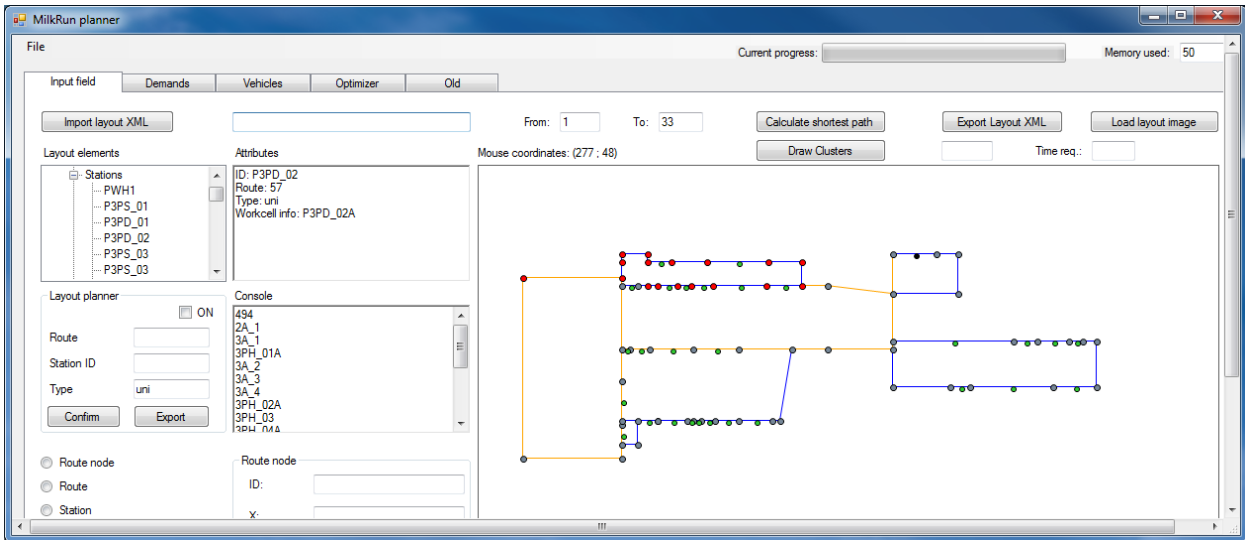 MilkRun planner
File
Current progress:
Memory used: 50
Input field Demands Vehicles Optimizer Old
Import layout XML From: 1 To: 33 Calculate shortest path Export Layout XML Load layout image
Layout elements Attributes Mouse coordinates: (277 ; 48) Draw Clusters Time req.:
Stations
PWH1
P3PS_01
P3PD_01
P3PD_02
P3PS_03
P3PS_03
ID: P3PD_02
Route: 57
Type: uni
Workcell info: P3PD_02A
Layout planner
ON
Route
Station ID
Type uni
Confirm Export
Console
494
2A_1
3A_1
3PH_01A
3A_2
3A_3
3A_4
3PH_02A
3PH_03
3PH_04A
Route node
Route
Station
Route node
ID:
X: